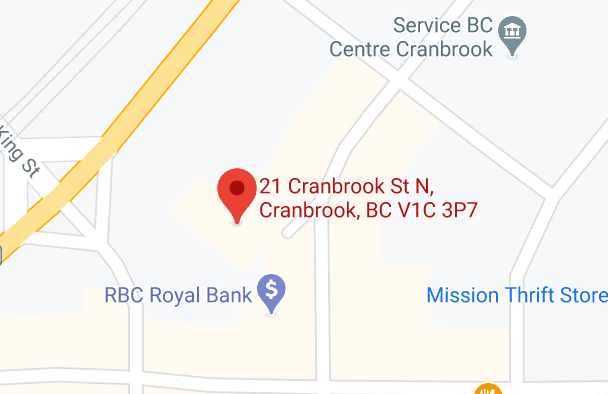 Service BC
Centre Cranbrook
King St
21 Cranbrook St N,
Cranbrook, BC V1C 3P7
RBC Royal Bank
$
Mission Thrift Store